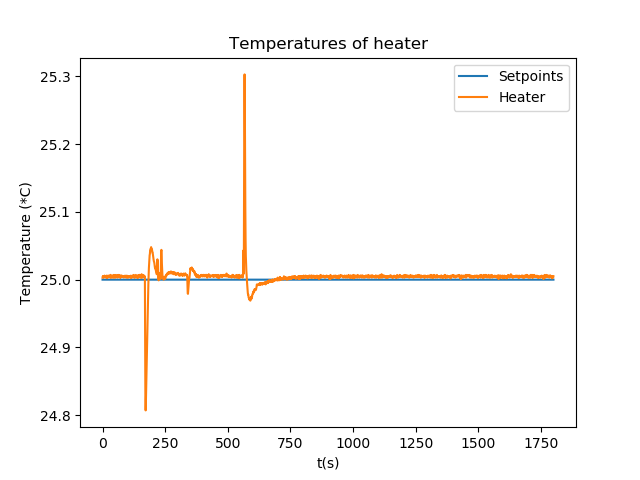 Temperatures of heater
Setpoints
Heater
25.3
25.2
25.1
25.0
24.9
24.8
Temperature (*C)
0 250 500 750 1000 1250 1500 1750
t(s)